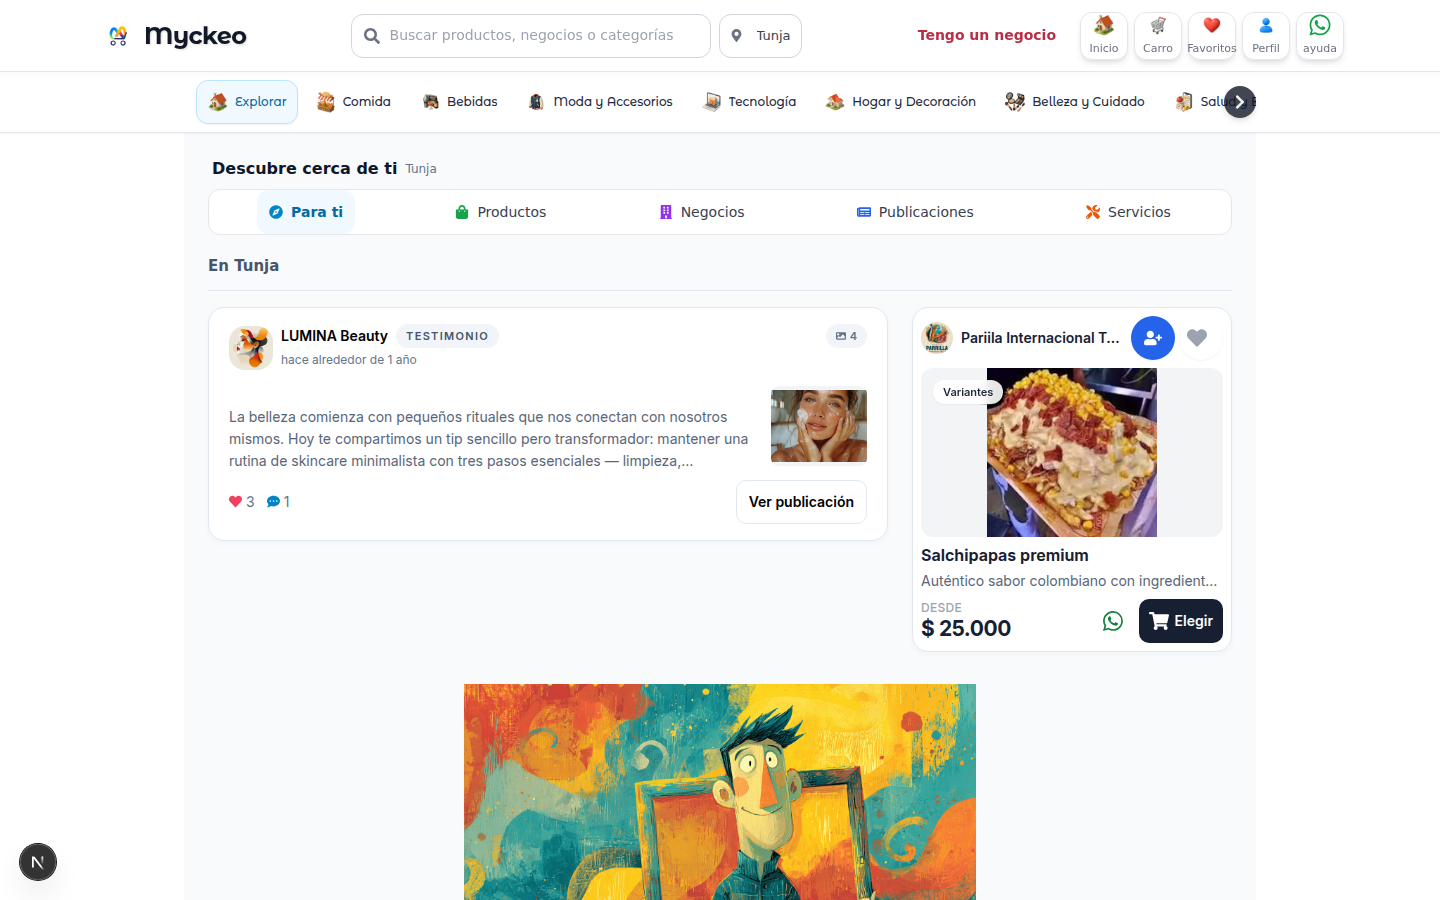 Myckeo
Buscar productos, negocios o categorías
Tunja
Tengo un negocio
Inicio
Carro
Favoritos
Perfil
ayuda
Explorar
Comida
Bebidas
Moda y Accesorios
Tecnología
Hogar y Decoración
Belleza y Cuidado
Descubre cerca de ti Tunja
Para ti
Productos
Negocios
Publicaciones
Servicios
En Tunja
LUMINA Beauty TESTIMONIO
4
hace alrededor de 1 año
La belleza comienza con pequeños rituales que nos conectan con nosotros
mismos. Hoy te compartimos un tip sencillo pero transformador: mantener una
rutina de skincare minimalista con tres pasos esenciales — limpieza,...
3 1
Ver publicación
PARRILLA
Pariila Internacional T...
Variantes
Salchipapas premium
Auténtico sabor colombiano con ingredient...
DESDE
$ 25.000
Elegir
N